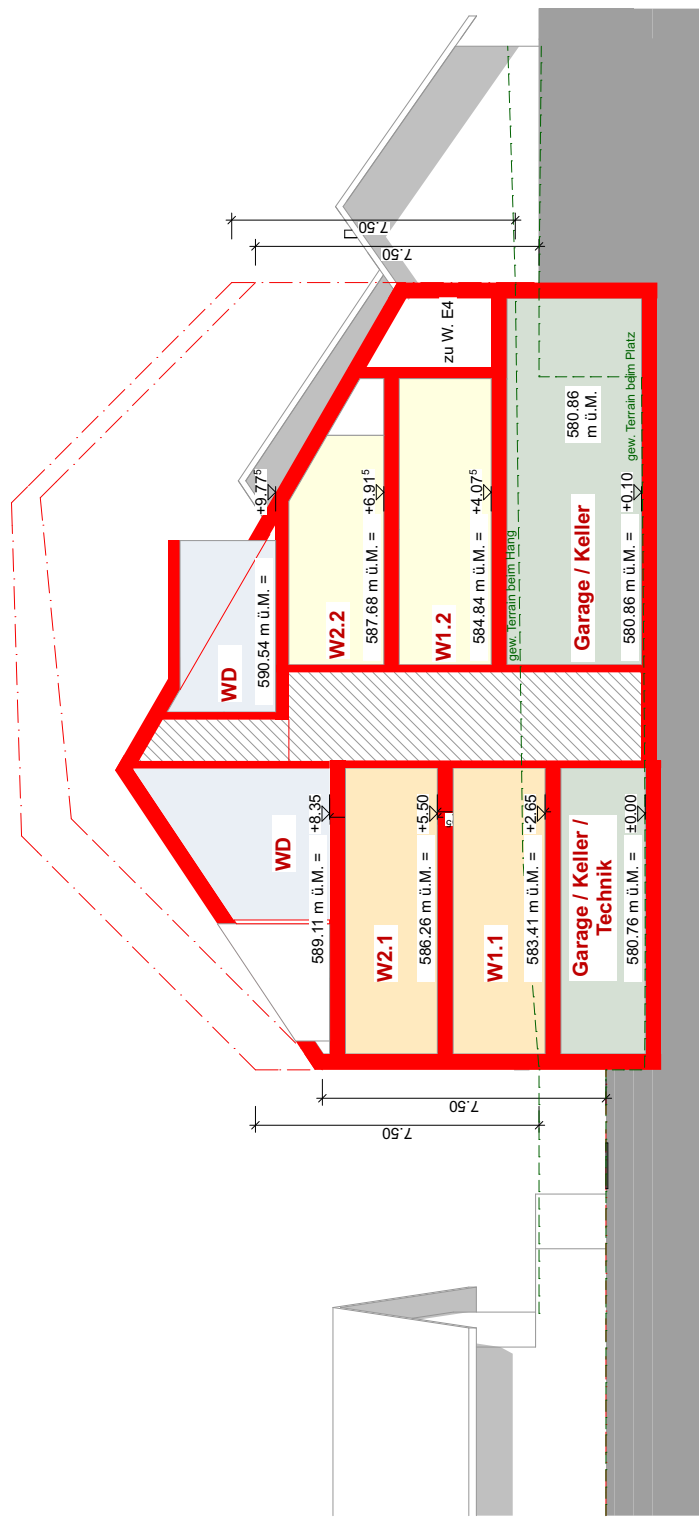 7.50
7.50
zu W. E4
+9.77⁵
590.54 m ü.M. =
WD
+6.91⁵
587.68 m ü.M. =
W2.2
+4.07⁵
584.84 m ü.M. =
W1.2
gew. Terrain beim Hang
580.86
m ü.M.
gew. Terrain beim Platz
+0.10
580.86 m ü.M. =
Garage / Keller
WD
+8.35
589.11 m ü.M. =
W2.1
+5.50
586.26 m ü.M. =
W1.1
+2.65
583.41 m ü.M. =
Garage / Keller /
Technik
±0.00
580.76 m ü.M. =
7.50
7.50